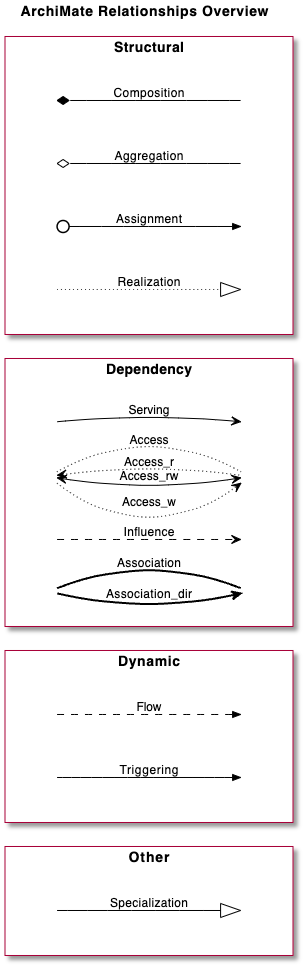 ArchiMate Relationships Overview
Structural
Composition
Aggregation
Assignment
Realization
Dependency
Serving
Access
Access_r
Access_rw
Access_w
Influence
Association
Association_dir
Dynamic
Flow
Triggering
Other
Specialization